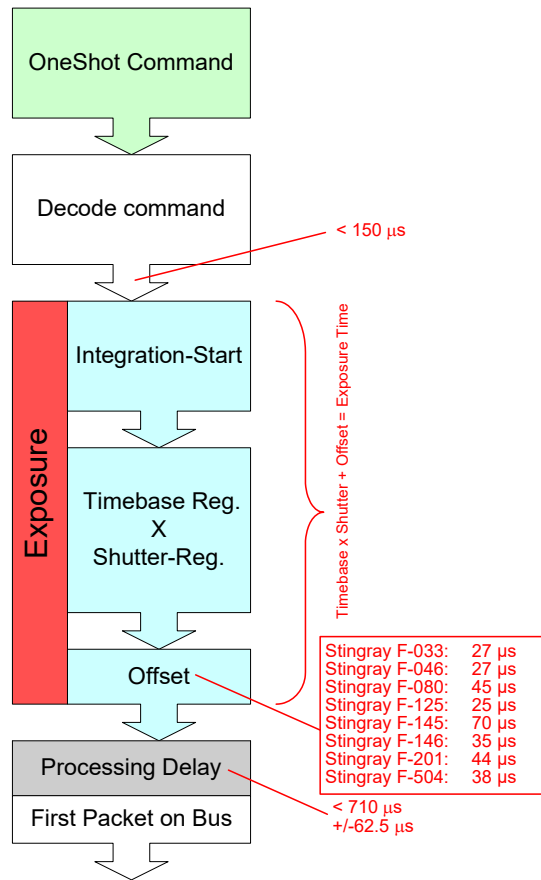 OneShot Command
Decode command
< 150 µs
Exposure
Integration-Start
Timebase Reg.
X
Shutter-Reg.
Offset
Timebase x Shutter + Offset = Exposure Time
Stingray F-033: 27 µs
Stingray F-046: 27 µs
Stingray F-080: 45 µs
Stingray F-125: 25 µs
Stingray F-145: 70 µs
Stingray F-146: 35 µs
Stingray F-201: 44 µs
Stingray F-504: 38 µs
Processing Delay
< 710 µs
+/-62.5 µs
First Packet on Bus